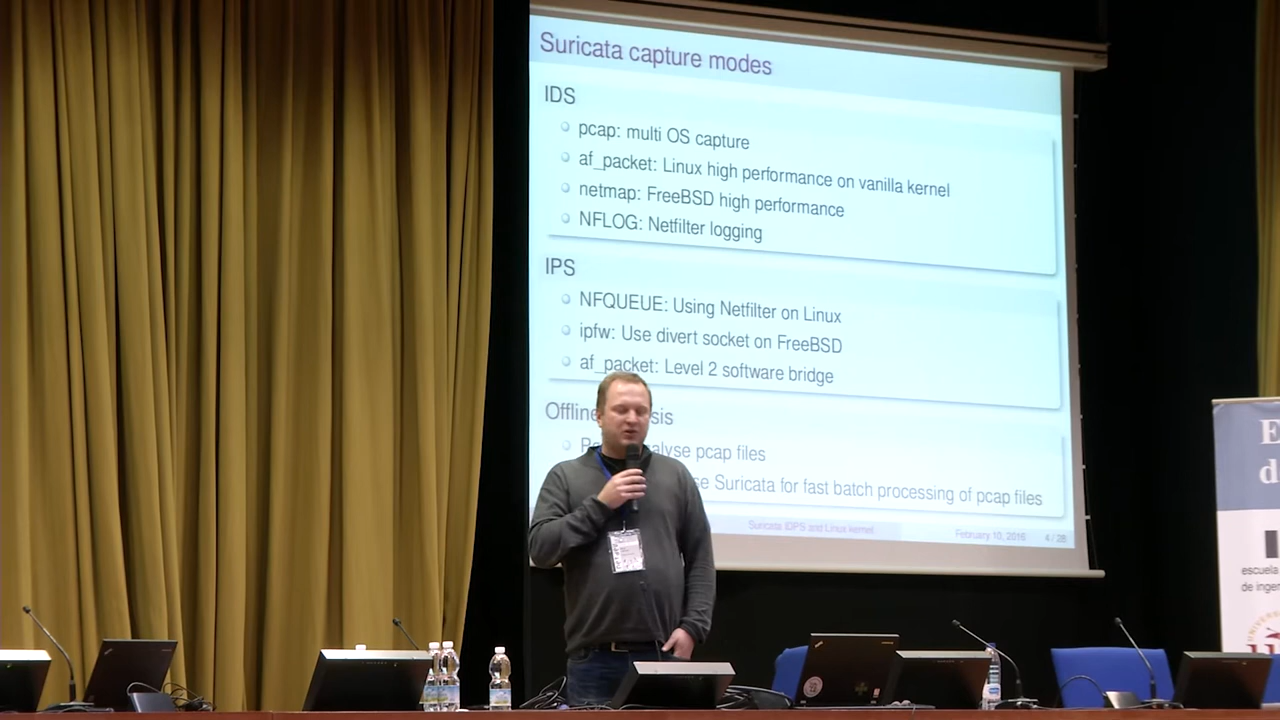 Suricata capture modes
IDS
pcap: multi OS capture
af_packet: Linux high performance on vanilla kernel
netmap: FreeBSD high performance
NFLOG: Netfilter logging
IPS
NFQUEUE: Using Netfilter on Linux
ipfw: Use divert socket on FreeBSD
af_packet: Level 2 software bridge
Offline
pcap files
Suricata for fast batch processing of pcap files
Suricata IDPS and Linux kernel
February 10, 2016
4 / 28
E
d
escuela
de inger